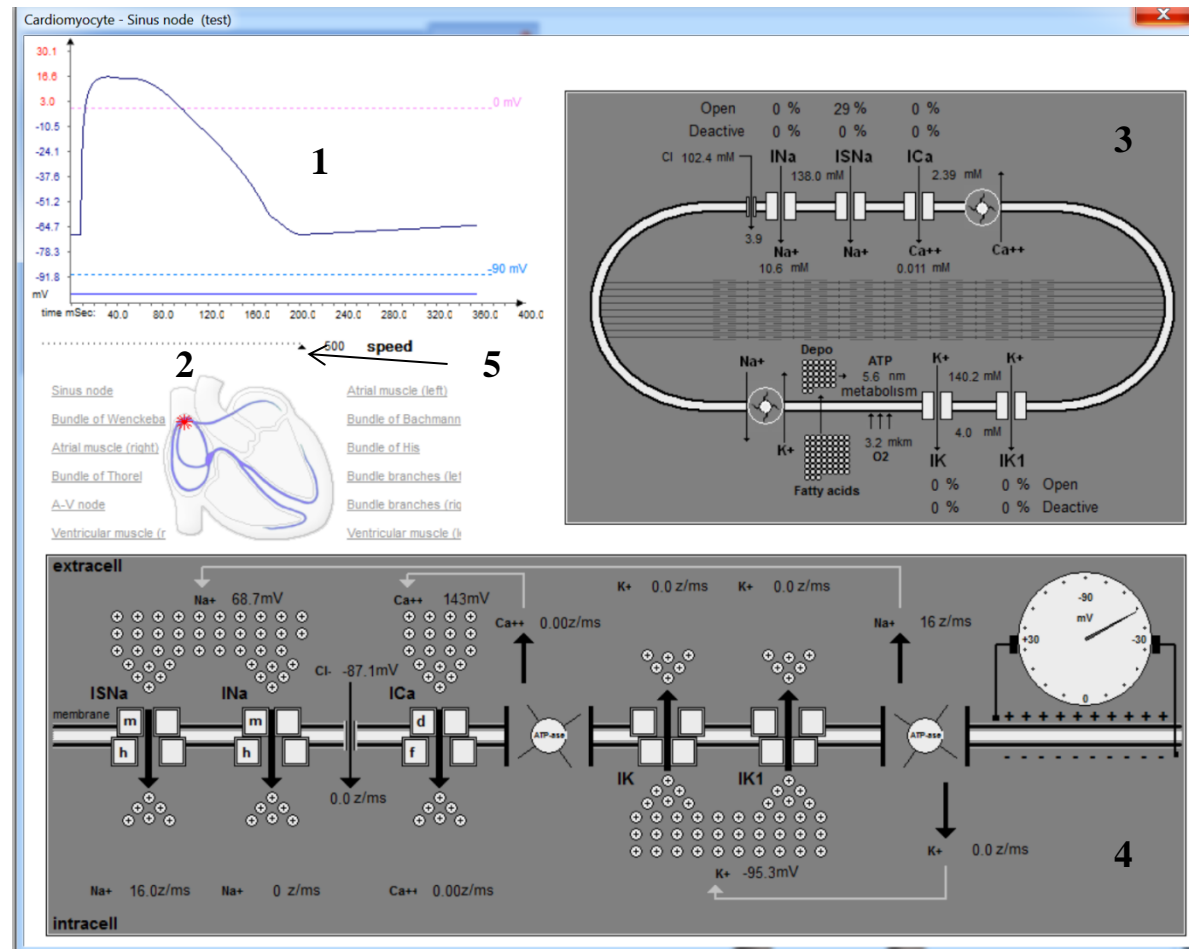 Cardiomyocyte - Sinus node (test)
30.1
16.6
3.0
-10.5
-24.1
-37.6
-51.2
-64.7
-78.3
-91.8
mV
0 mV
-90 mV
1
time mSec: 40.0 80.0 120.0 160.0 200.0 240.0 280.0 320.0 360.0 400.0
500 speed
2
5
Sinus node
Bundle of Wenckeba
Atrial muscle (right)
Bundle of Thorel
A-V node
Ventricular muscle (r
Atrial muscle (left)
Bundle of Bachmann
Bundle of His
Bundle branches (lef
Bundle branches (rig
Ventricular muscle (l
3
Open 0 % 29 % 0 %
Deactive 0 % 0 % 0 %
Cl 102.4 mM INa ISNa ICa
138.0 mM 2.39 mM
3.9
Na+ Na+ Ca++ Ca++
10.6 mM 0.011 mM
Na+ Depo ATP K+ K+
5.6 nm 140.2 mM
metabolism
K+ 3.2 mkm 4.0 mM
O2
Fatty acids IK IK1
0 % 0 % Open
0 % 0 % Deactive
extracell
Na+ 68.7mV Ca++ 143mV K+ 0.0 z/ms K+ 0.0 z/ms
Ca++ 0.00z/ms Na+ 16 z/ms
Cl- -87.1mV
ISNa INa ICa
membrane m m d
h h f
ATP-ase ATP-ase
IK IK1
0.0 z/ms
-90
mV
+30 -30
0
+ + + + + + + + +
- - - - - - - - -
K+ 0.0 z/ms
K+ -95.3mV
Na+ 16.0z/ms Na+ 0 z/ms Ca++ 0.00z/ms
4
intracell